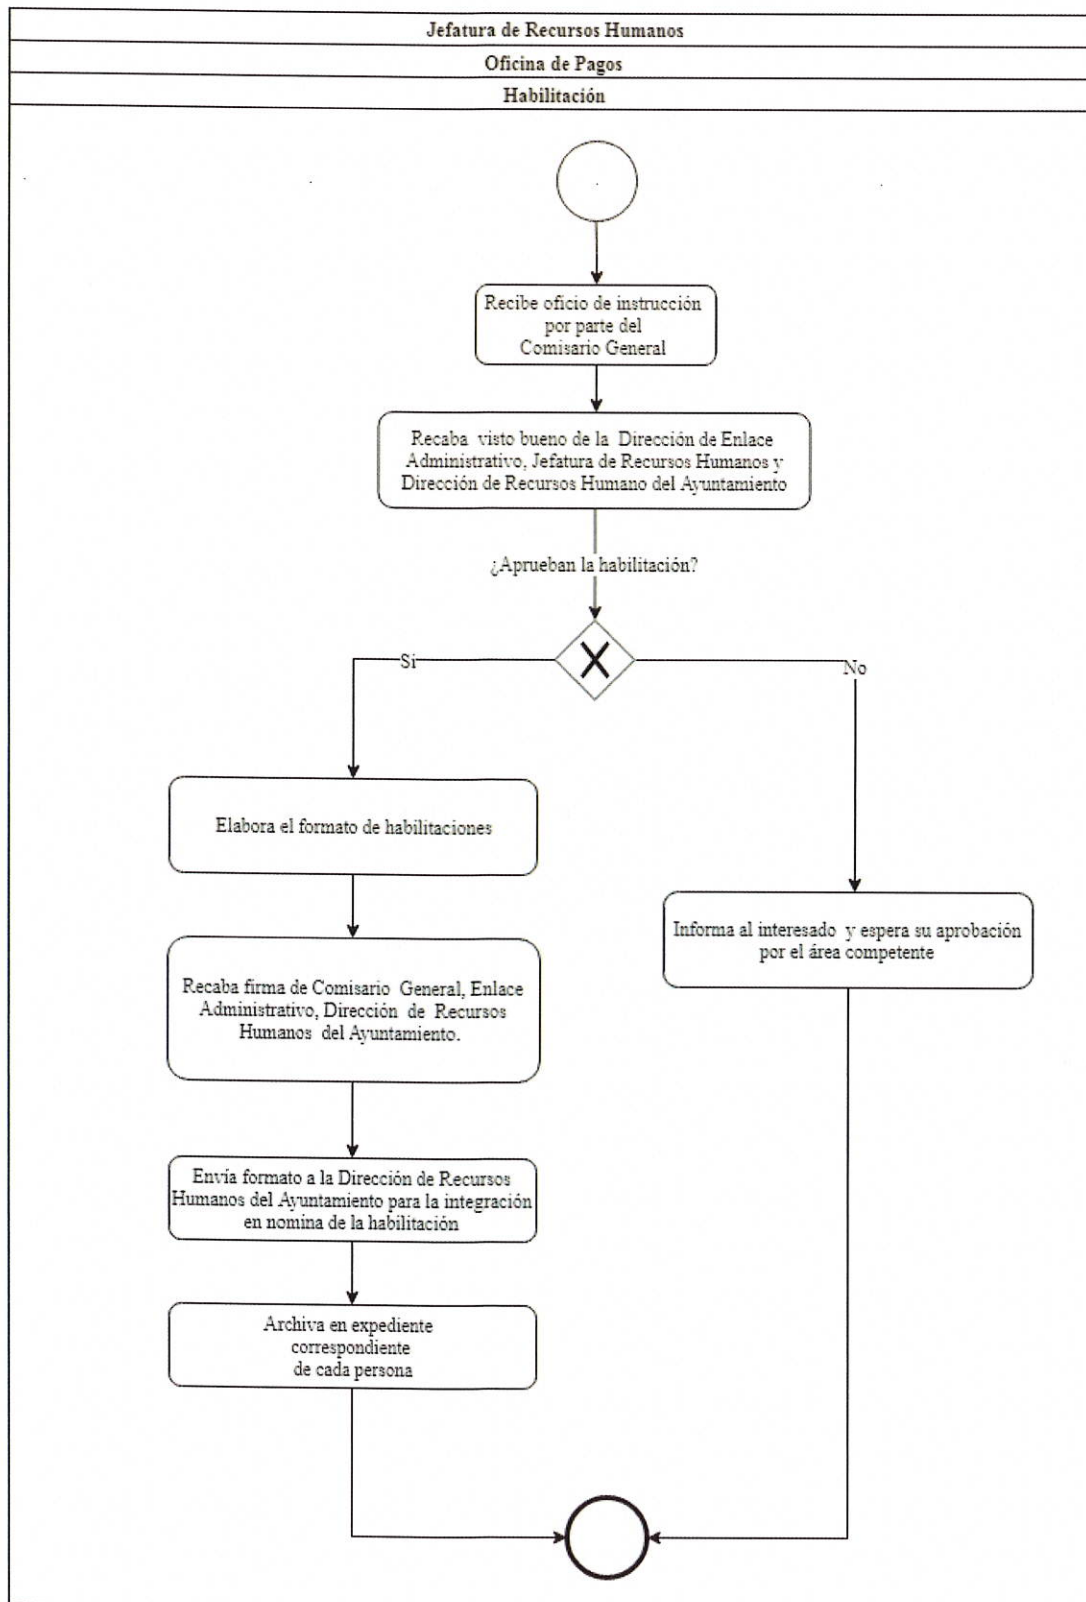 Jefatura de Recursos Humanos
Oficina de Pagos
Habilitación
Recibe oficio de instrucción
por parte del
Comisario General
Recaba visto bueno de la Dirección de Enlace
Administrativo, Jefatura de Recursos Humanos y
Dirección de Recursos Humano del Ayuntamiento
¿Aprueban la habilitación?
Si
No
Elabora el formato de habilitaciones
Informa al interesado y espera su aprobación
por el área competente
Recaba firma de Comisario General, Enlace
Administrativo, Dirección de Recursos
Humanos del Ayuntamiento.
Envía formato a la Dirección de Recursos
Humanos del Ayuntamiento para la integración
en nomina de la habilitación
Archiva en expediente
correspondiente
de cada persona